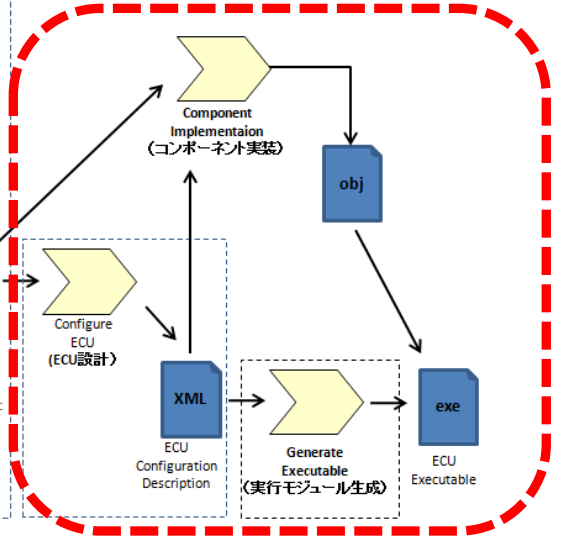 Component
Implementaion
(コンポーネント実装)
obj
Configure
ECU
(ECU設計)
XML
ECU
Configuration
Description
Generate
Executable
(実行モジュール生成)
exe
ECU
Executable